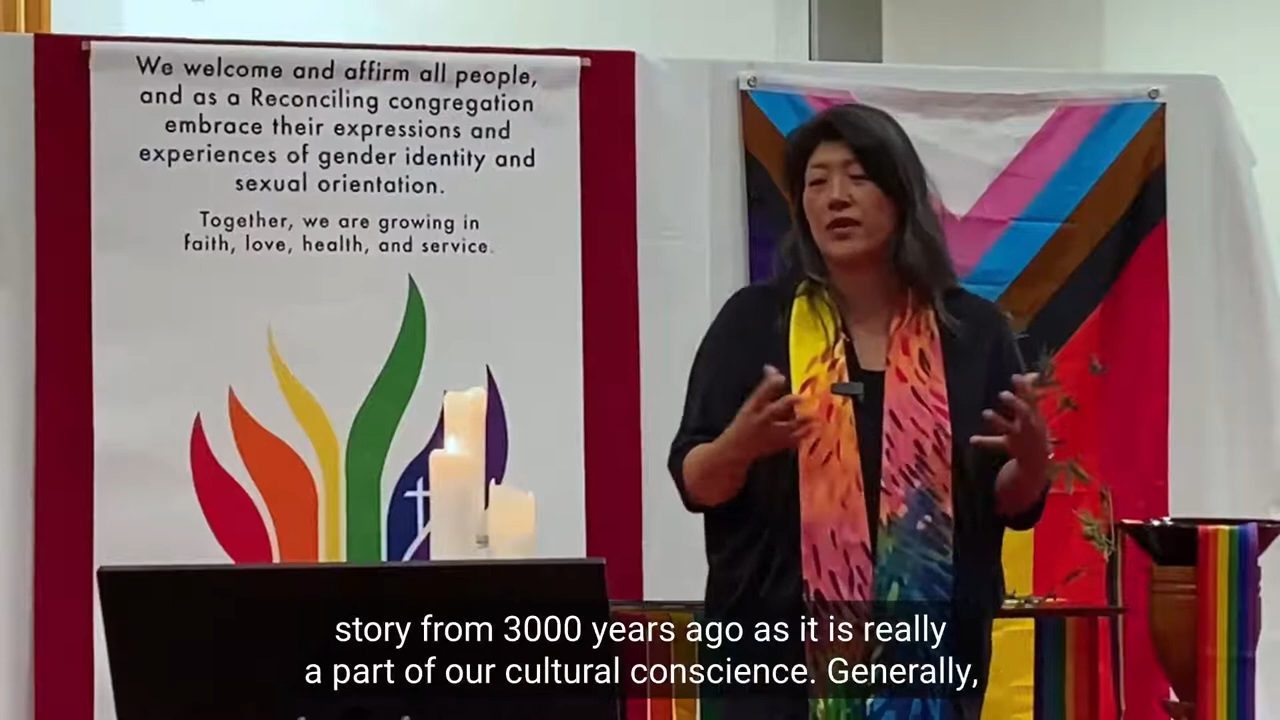 We welcome and affirm all people,
and as a Reconciling congregation
embrace their expressions and
experiences of gender identity and
sexual orientation.
Together, we are growing in
faith, love, health, and service.
story from 3000 years ago as it is really
a part of our cultural conscience. Generally,